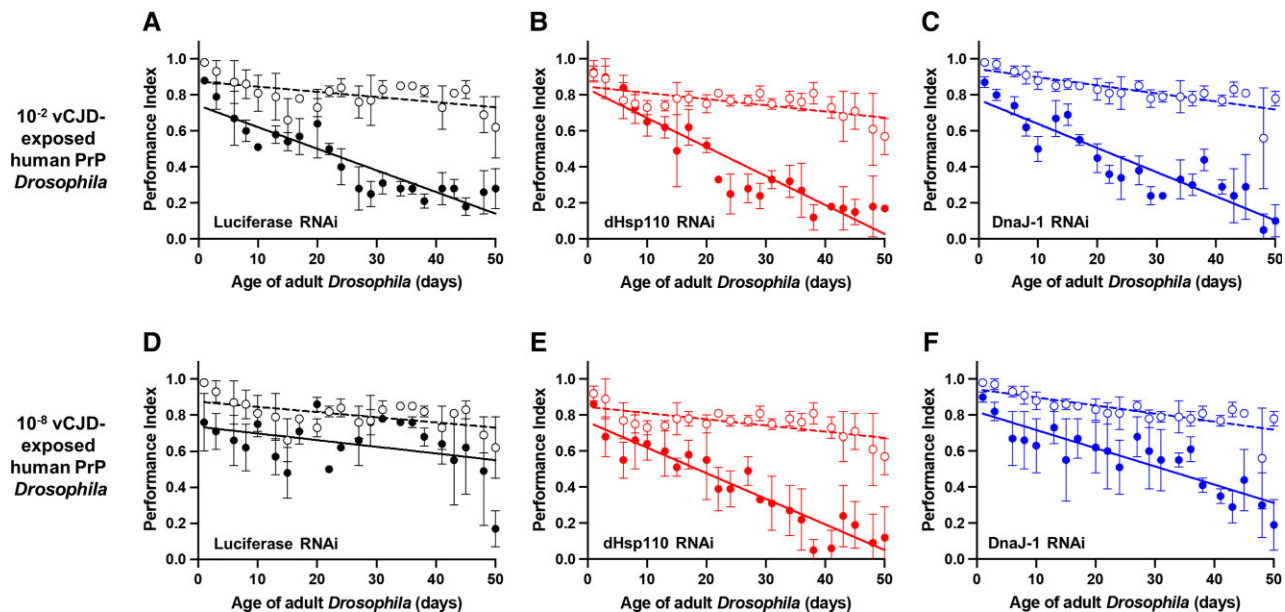 A
B
C
10-2 vCJD-
exposed
human PrP
Drosophila
Performance Index
1.0
0.8
0.6
0.4
0.2
0.0
Luciferase RNAi
0 10 20 30 40 50
Age of adult Drosophila (days)
Performance Index
1.0
0.8
0.6
0.4
0.2
0.0
dHsp110 RNAi
0 10 20 30 40 50
Age of adult Drosophila (days)
Performance Index
1.0
0.8
0.6
0.4
0.2
0.0
DnaJ-1 RNAi
0 10 20 30 40 50
Age of adult Drosophila (days)
D
E
F
10-8 vCJD-
exposed
human PrP
Drosophila
Performance Index
1.0
0.8
0.6
0.4
0.2
0.0
Luciferase RNAi
0 10 20 30 40 50
Age of adult Drosophila (days)
Performance Index
1.0
0.8
0.6
0.4
0.2
0.0
dHsp110 RNAi
0 10 20 30 40 50
Age of adult Drosophila (days)
Performance Index
1.0
0.8
0.6
0.4
0.2
0.0
DnaJ-1 RNAi
0 10 20 30 40 50
Age of adult Drosophila (days)